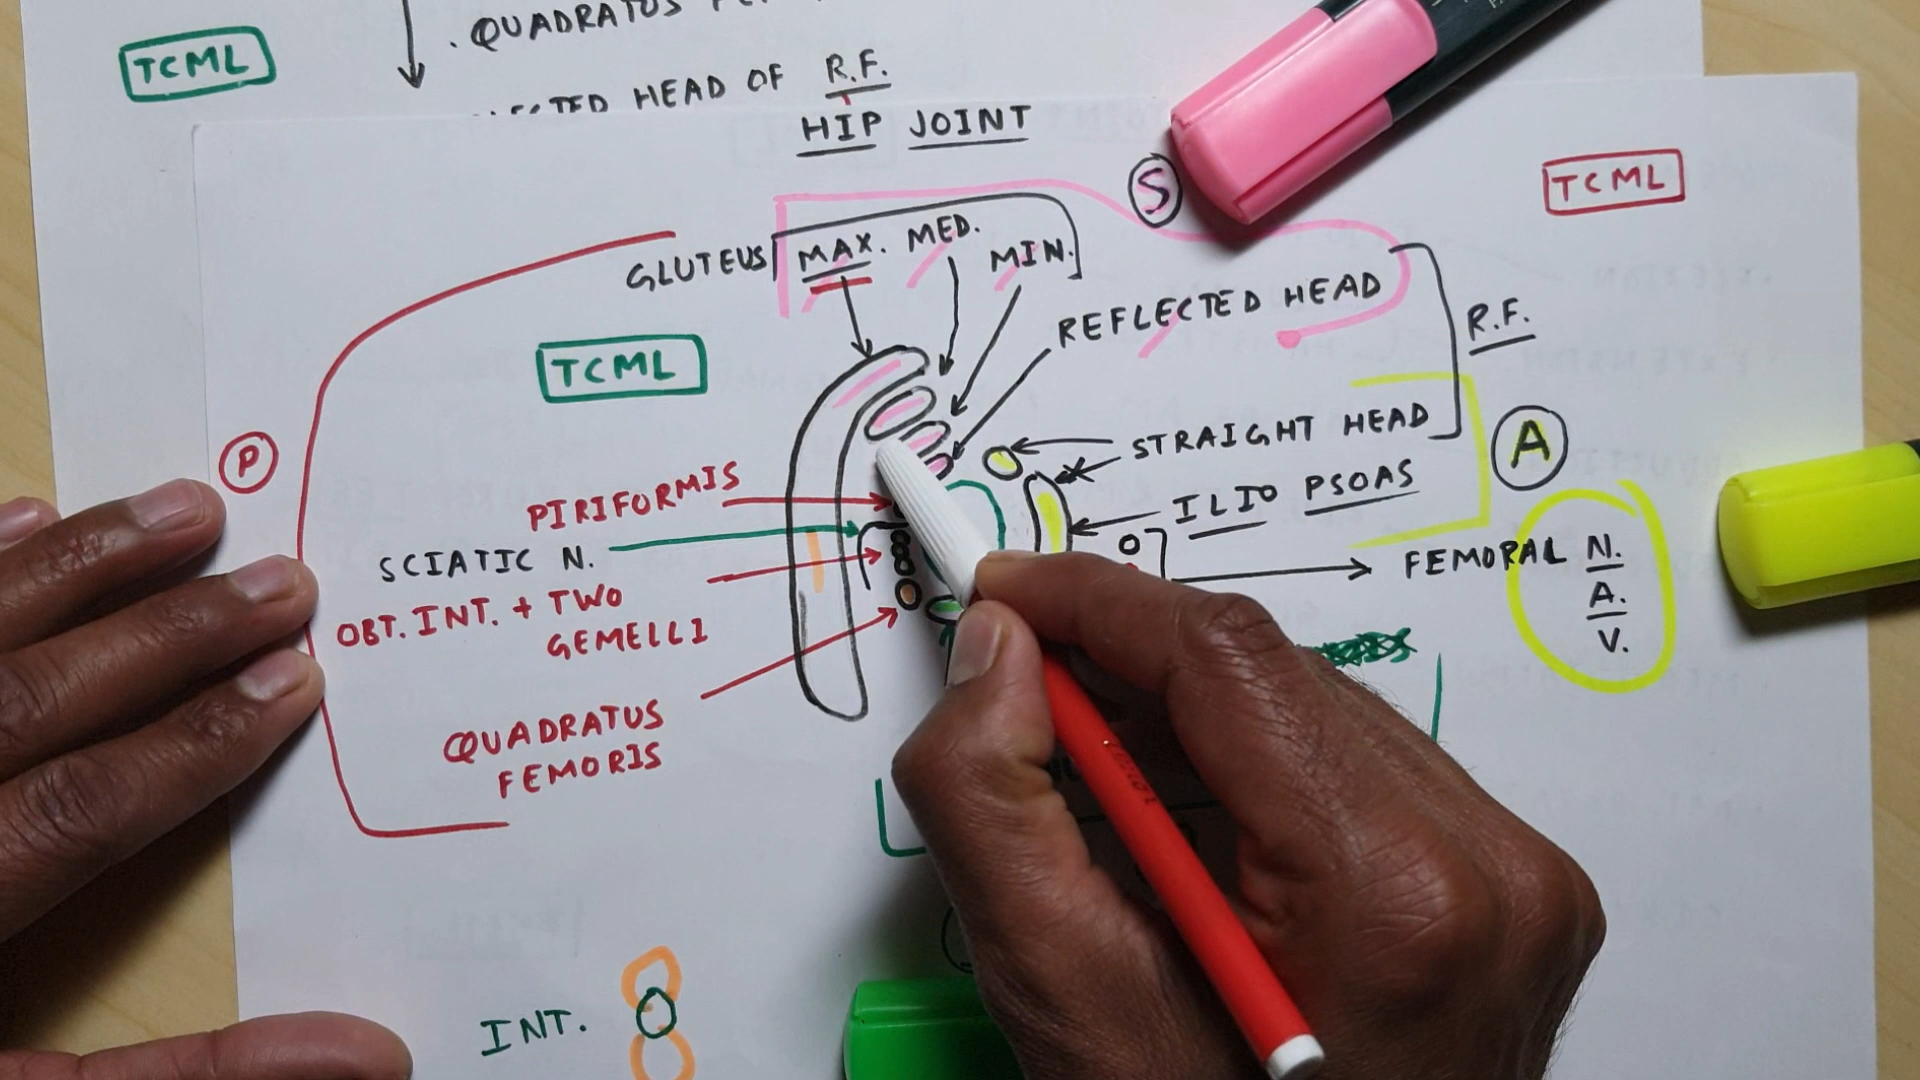 . QUADRATUS
TCML
HEAD OF R.F.
HIP JOINT
S
TCML
GLUTEUS MAX. MED. MIN.
REFLECTED HEAD
R.F.
TCML
STRAIGHT HEAD
A
P
PIRIFORMIS
ILIO PSOAS
SCIATIC N.
FEMORAL N.
A.
V.
OBT. INT. + TWO
GEMELLI
QUADRATUS
FEMORIS
INT.